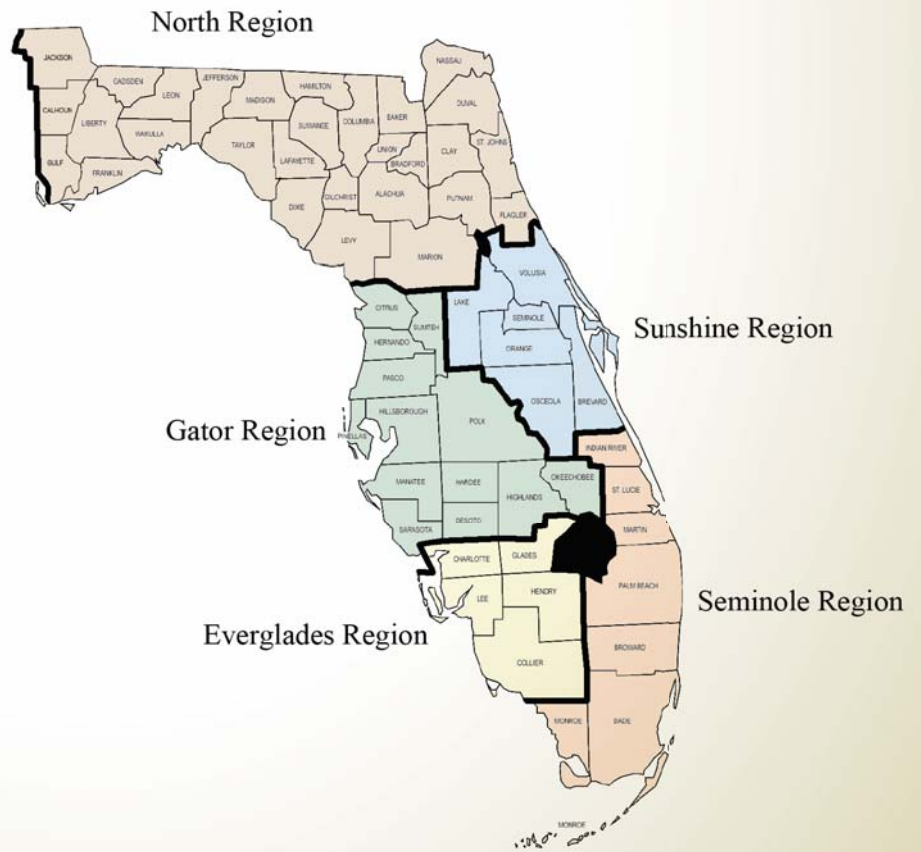 North Region
JACKSON
NASSAU
GADSDEN
JEFFERSON
HAMILTON
LEON
MADISON
DUVAL
CALHOUN
LIBERTY
SUWANEE
COLUMBIA
BAKER
WAKULLA
TAYLOR
UNION
CLAY
ST. JOHNS
GULF
FRANKLIN
LAFAYETTE
BRADFORD
DIXIE
GILCHRIST
ALACHUA
PUTNAM
FLAGLER
LEVY
MARION
VOLUSIA
CITRUS
LAKE
SUMTEH
SEMINOLE
Sunshine Region
HERNANDO
ORANGE
PASCO
OSCEOLA
BREVARD
HILLSBOROUGH
POLK
Gator Region
PINELLAS
INDIAN RIVER
MANATEE
HARDEE
HIGHLANDS
OKEECHOBEE
ST. LUCIE
SARASOTA
DESOTO
MARTIN
CHARLOTTE
GLADES
PALM BEACH
LEE
HENDRY
Seminole Region
Everglades Region
COLLIER
BROWARD
MONROE
DADE
MONROE